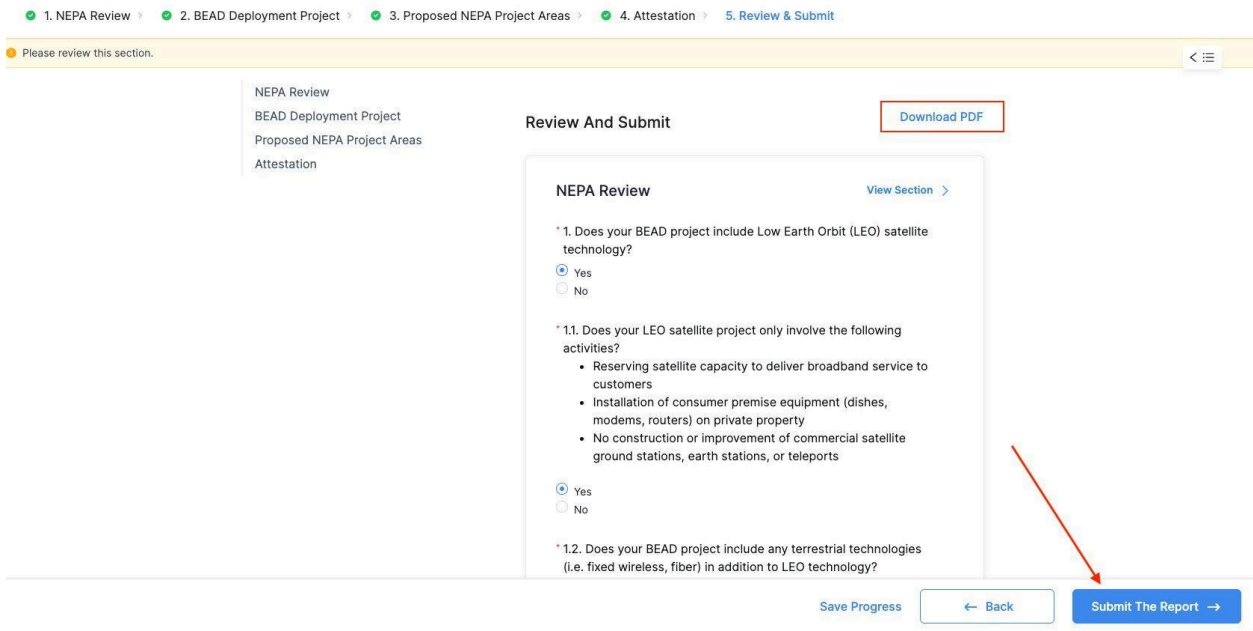 1. NEPA Review > 2. BEAD Deployment Project > 3. Proposed NEPA Project Areas > 4. Attestation > 5. Review & Submit
Please review this section.
NEPA Review
BEAD Deployment Project
Proposed NEPA Project Areas
Attestation
Review And Submit
Download PDF
NEPA Review
View Section >
* 1. Does your BEAD project include Low Earth Orbit (LEO) satellite
technology?
Yes
No
* 1.1. Does your LEO satellite project only involve the following
activities?
• Reserving satellite capacity to deliver broadband service to
customers
• Installation of consumer premise equipment (dishes,
modems, routers) on private property
• No construction or improvement of commercial satellite
ground stations, earth stations, or teleports
Yes
No
* 1.2. Does your BEAD project include any terrestrial technologies
(i.e. fixed wireless, fiber) in addition to LEO technology?
Save Progress
← Back
Submit The Report →